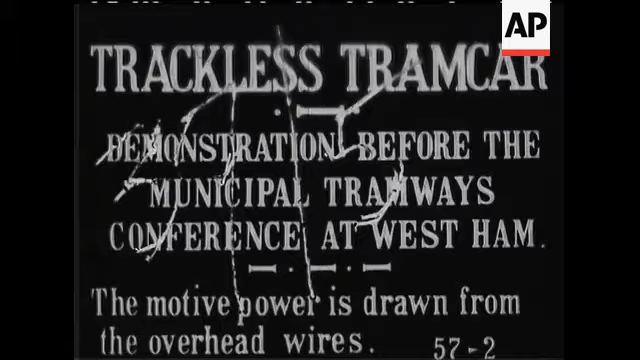 AP
TRACKLESS TRAMCAR
DEMONSTRATION BEFORE THE
MUNICIPAL TRAMWAYS
CONFERENCE AT WEST HAM.
The motive power is drawn from
the overhead wires. 57-2